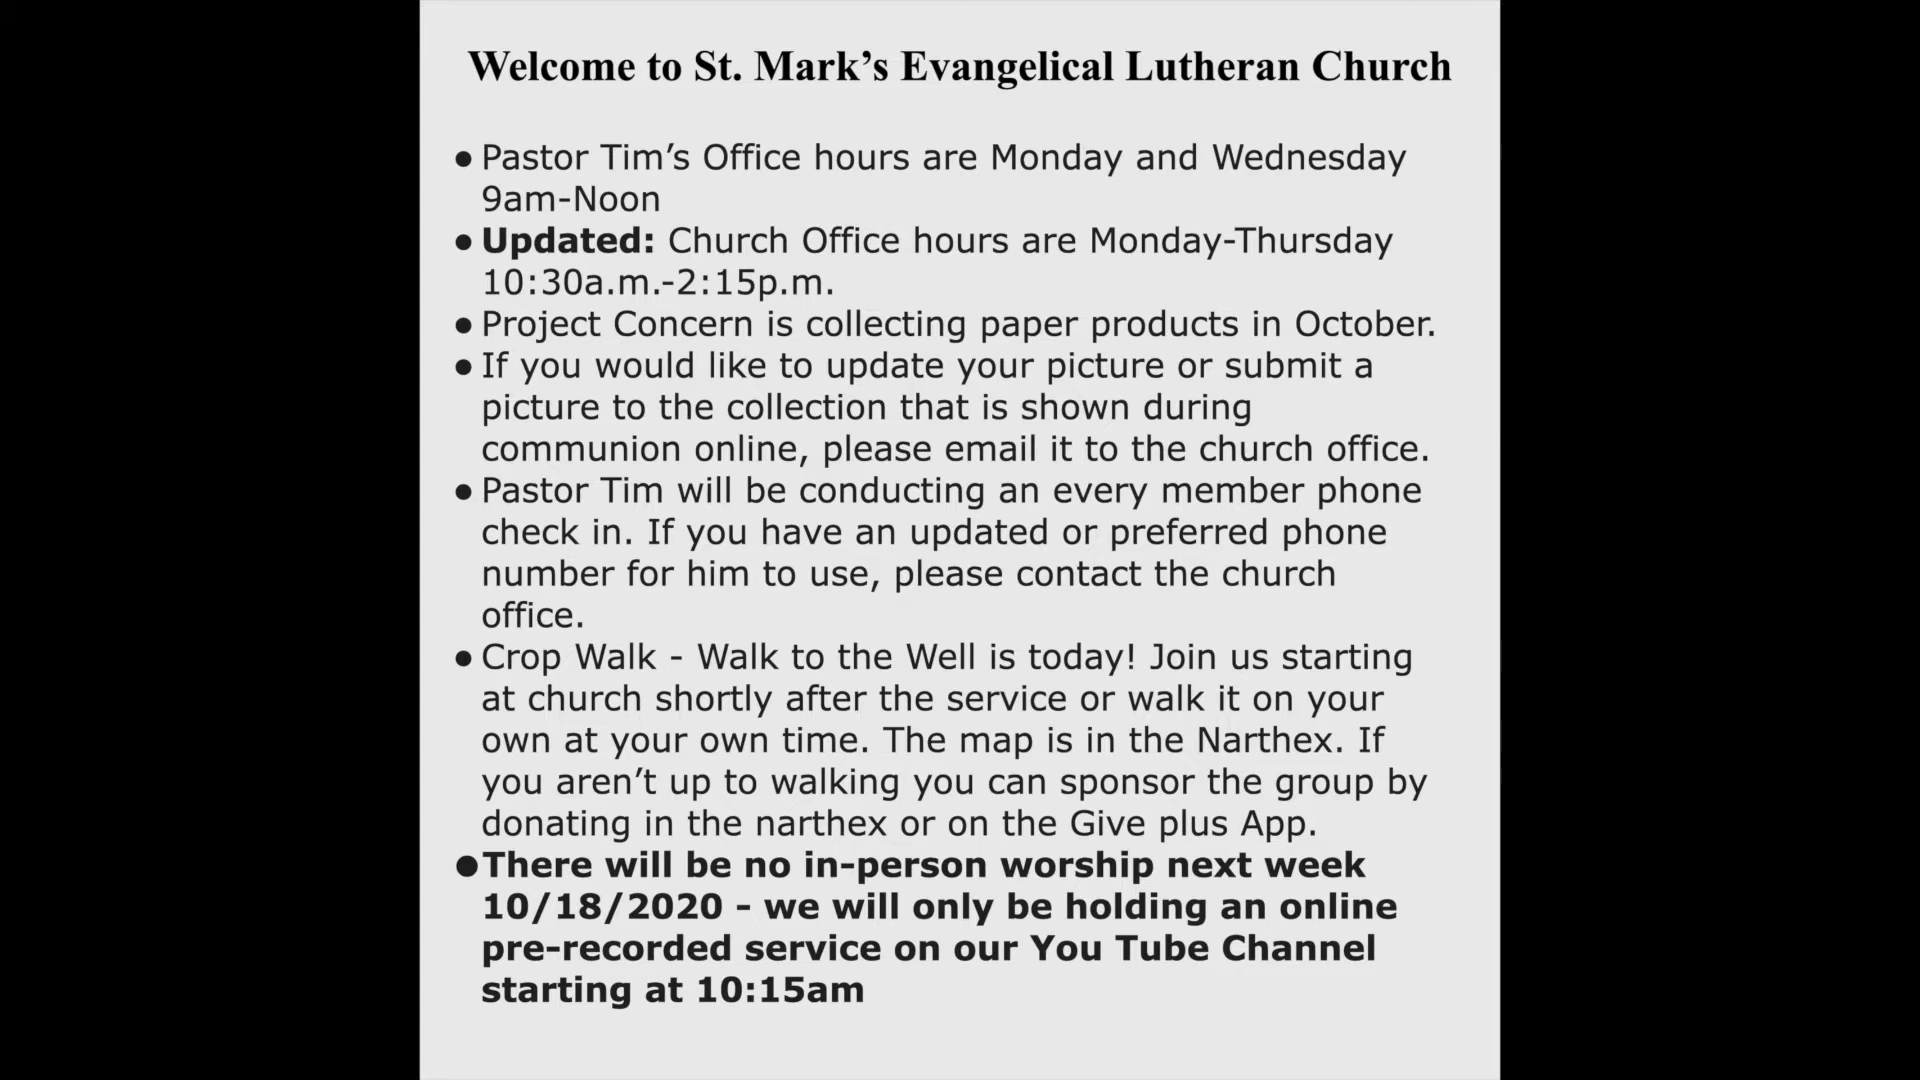 Welcome to St. Mark’s Evangelical Lutheran Church
● Pastor Tim’s Office hours are Monday and Wednesday
9am-Noon
● Updated: Church Office hours are Monday-Thursday
10:30a.m.-2:15p.m.
● Project Concern is collecting paper products in October.
● If you would like to update your picture or submit a
picture to the collection that is shown during
communion online, please email it to the church office.
● Pastor Tim will be conducting an every member phone
check in. If you have an updated or preferred phone
number for him to use, please contact the church
office.
● Crop Walk - Walk to the Well is today! Join us starting
at church shortly after the service or walk it on your
own at your own time. The map is in the Narthex. If
you aren’t up to walking you can sponsor the group by
donating in the narthex or on the Give plus App.
● There will be no in-person worship next week
10/18/2020 - we will only be holding an online
pre-recorded service on our You Tube Channel
starting at 10:15am